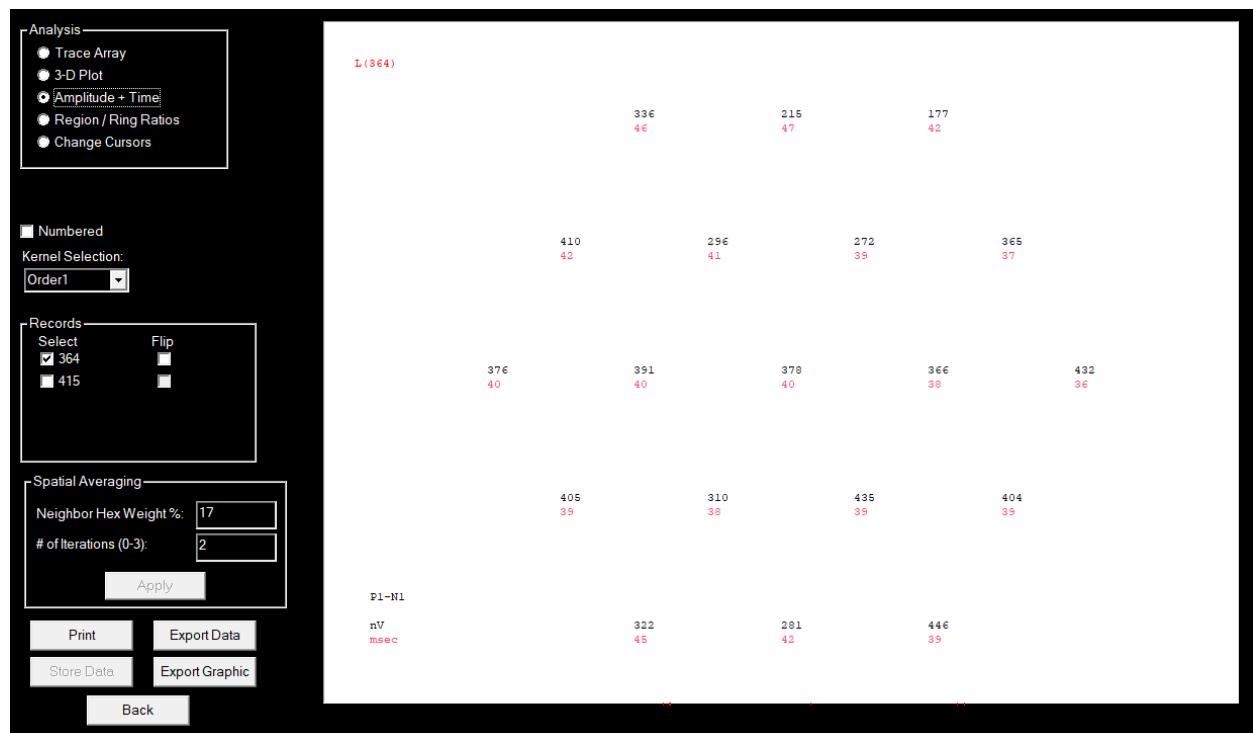 Analysis
Trace Array
3-D Plot
Amplitude + Time
Region / Ring Ratios
Change Cursors
Numbered
Kernel Selection:
Order1
Records
Select Flip
364
415
Spatial Averaging
Neighbor Hex Weight %: 17
# of Iterations (0-3): 2
Apply
Print Export Data
Store Data Export Graphic
Back
L(364)
336 215 177
46 47 42
410 296 272 365
42 41 39 37
376 391 378 366 432
40 40 40 38 36
405 310 435 404
39 38 39 39
P1-N1
nV 322 281 446
msec 45 42 39